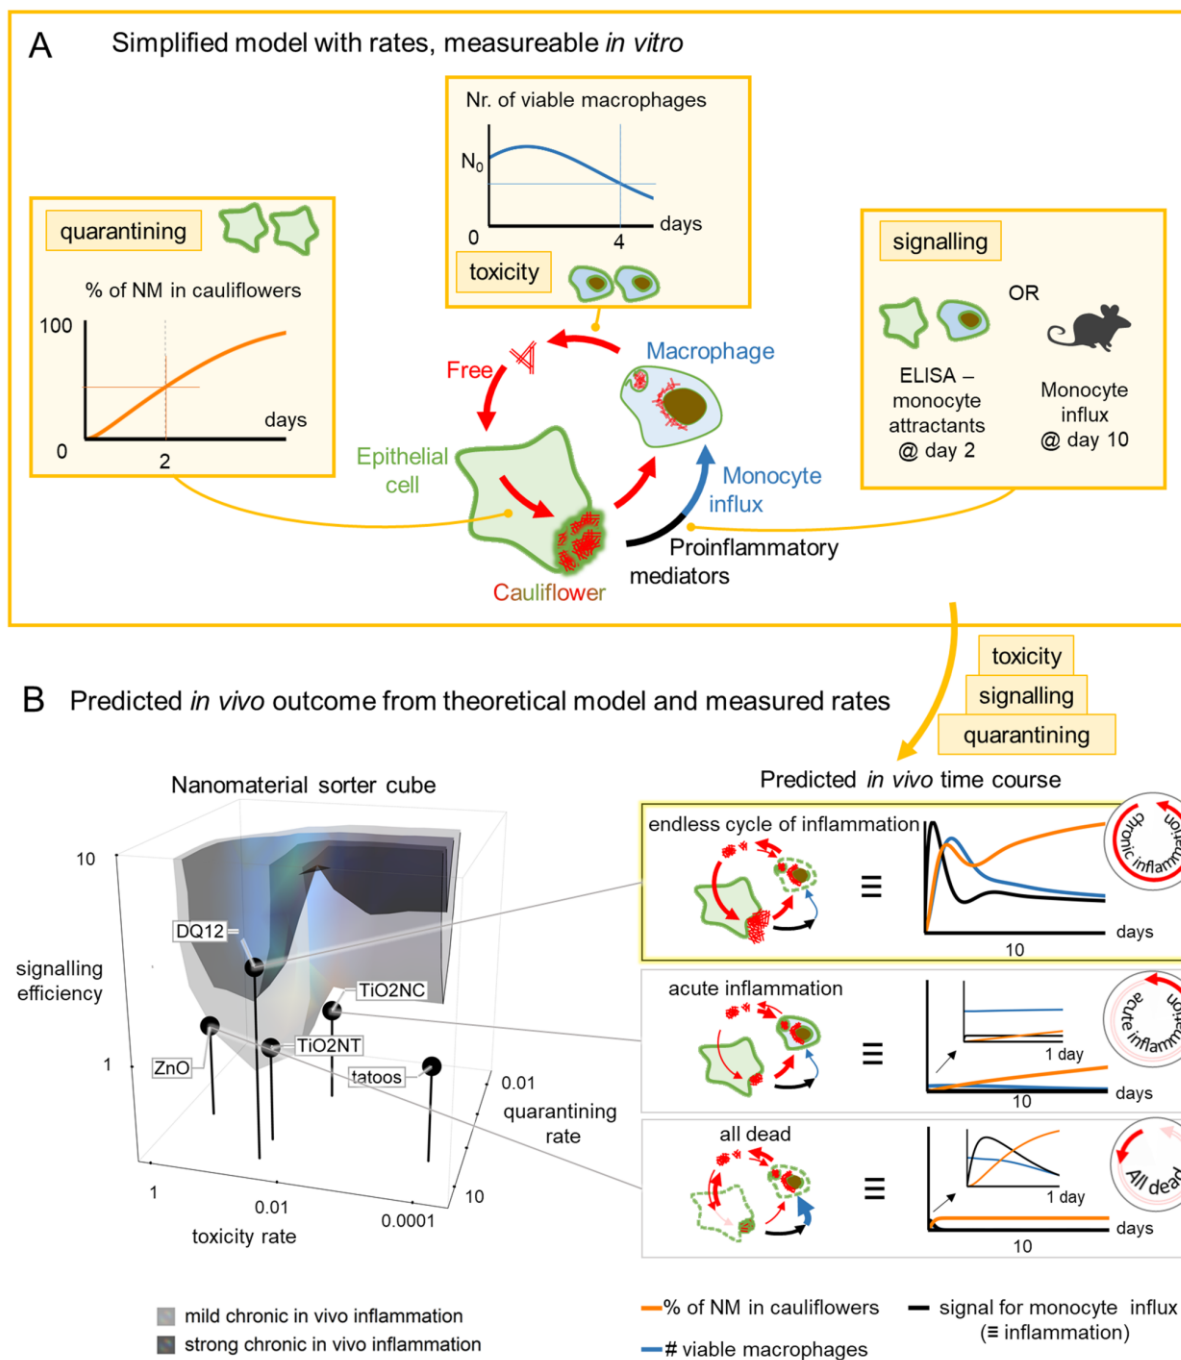 A Simplified model with rates, measureable in vitro
Nr. of viable macrophages
N0
0
4
days
toxicity
quarantining
% of NM in cauliflowers
100
0
2
days
signalling
OR
ELISA –
monocyte
attractants
@ day 2
Monocyte
influx
@ day 10
Free
Macrophage
Epithelial
cell
Monocyte
influx
Proinflammatory
mediators
Cauliflower
toxicity
signalling
quarantining
B Predicted in vivo outcome from theoretical model and measured rates
Nanomaterial sorter cube
10
signalling
efficiency
1
DQ12
ZnO
TiO2NT
TiO2NC
tatoos
0.01
quarantining
rate
10
1
0.01
0.0001
toxicity rate
mild chronic in vivo inflammation
strong chronic in vivo inflammation
Predicted in vivo time course
endless cycle of inflammation
≡
10
days
chronic inflammation
acute inflammation
≡
1 day
10
days
acute inflammation
all dead
≡
1 day
10
days
All dead
% of NM in cauliflowers
# viable macrophages
signal for monocyte influx
(≡ inflammation)